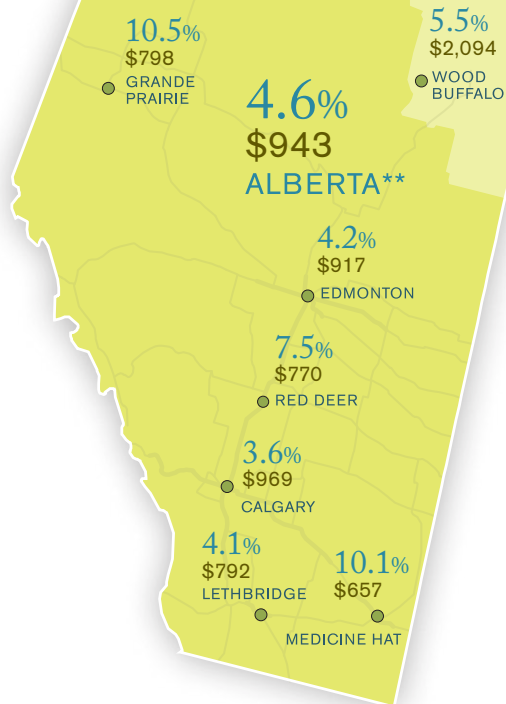 10.5%
$798
GRANDE
PRAIRIE
5.5%
$2,094
WOOD
BUFFALO
4.6%
$943
ALBERTA**
4.2%
$917
EDMONTON
7.5%
$770
RED DEER
3.6%
$969
CALGARY
4.1%
$792
LETHBRIDGE
10.1%
$657
MEDICINE HAT